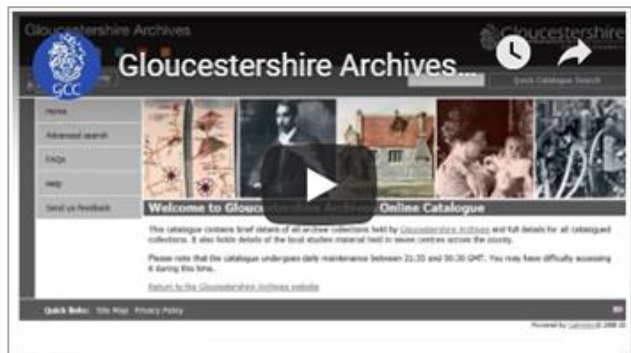 Gloucestershire Archives
Gloucestershire
GCC
Gloucestershire Archives...
Quick Catalogue Search
Home
Advanced search
FAQs
Help
Send us feedback
Welcome to Gloucestershire Online Catalogue
This catalogue contains brief details of all archive collections held by Gloucestershire Archives and full details for all catalogued
collections. It also holds details of the local studies material held in seven centres across the county.
Please note that the catalogue undergoes daily maintenance between 21:35 and 00:30 GMT. You may have difficulty accessing
it during this time.
Return to the Gloucestershire Archives website
Quick links: Site Map Privacy Policy
Powered by